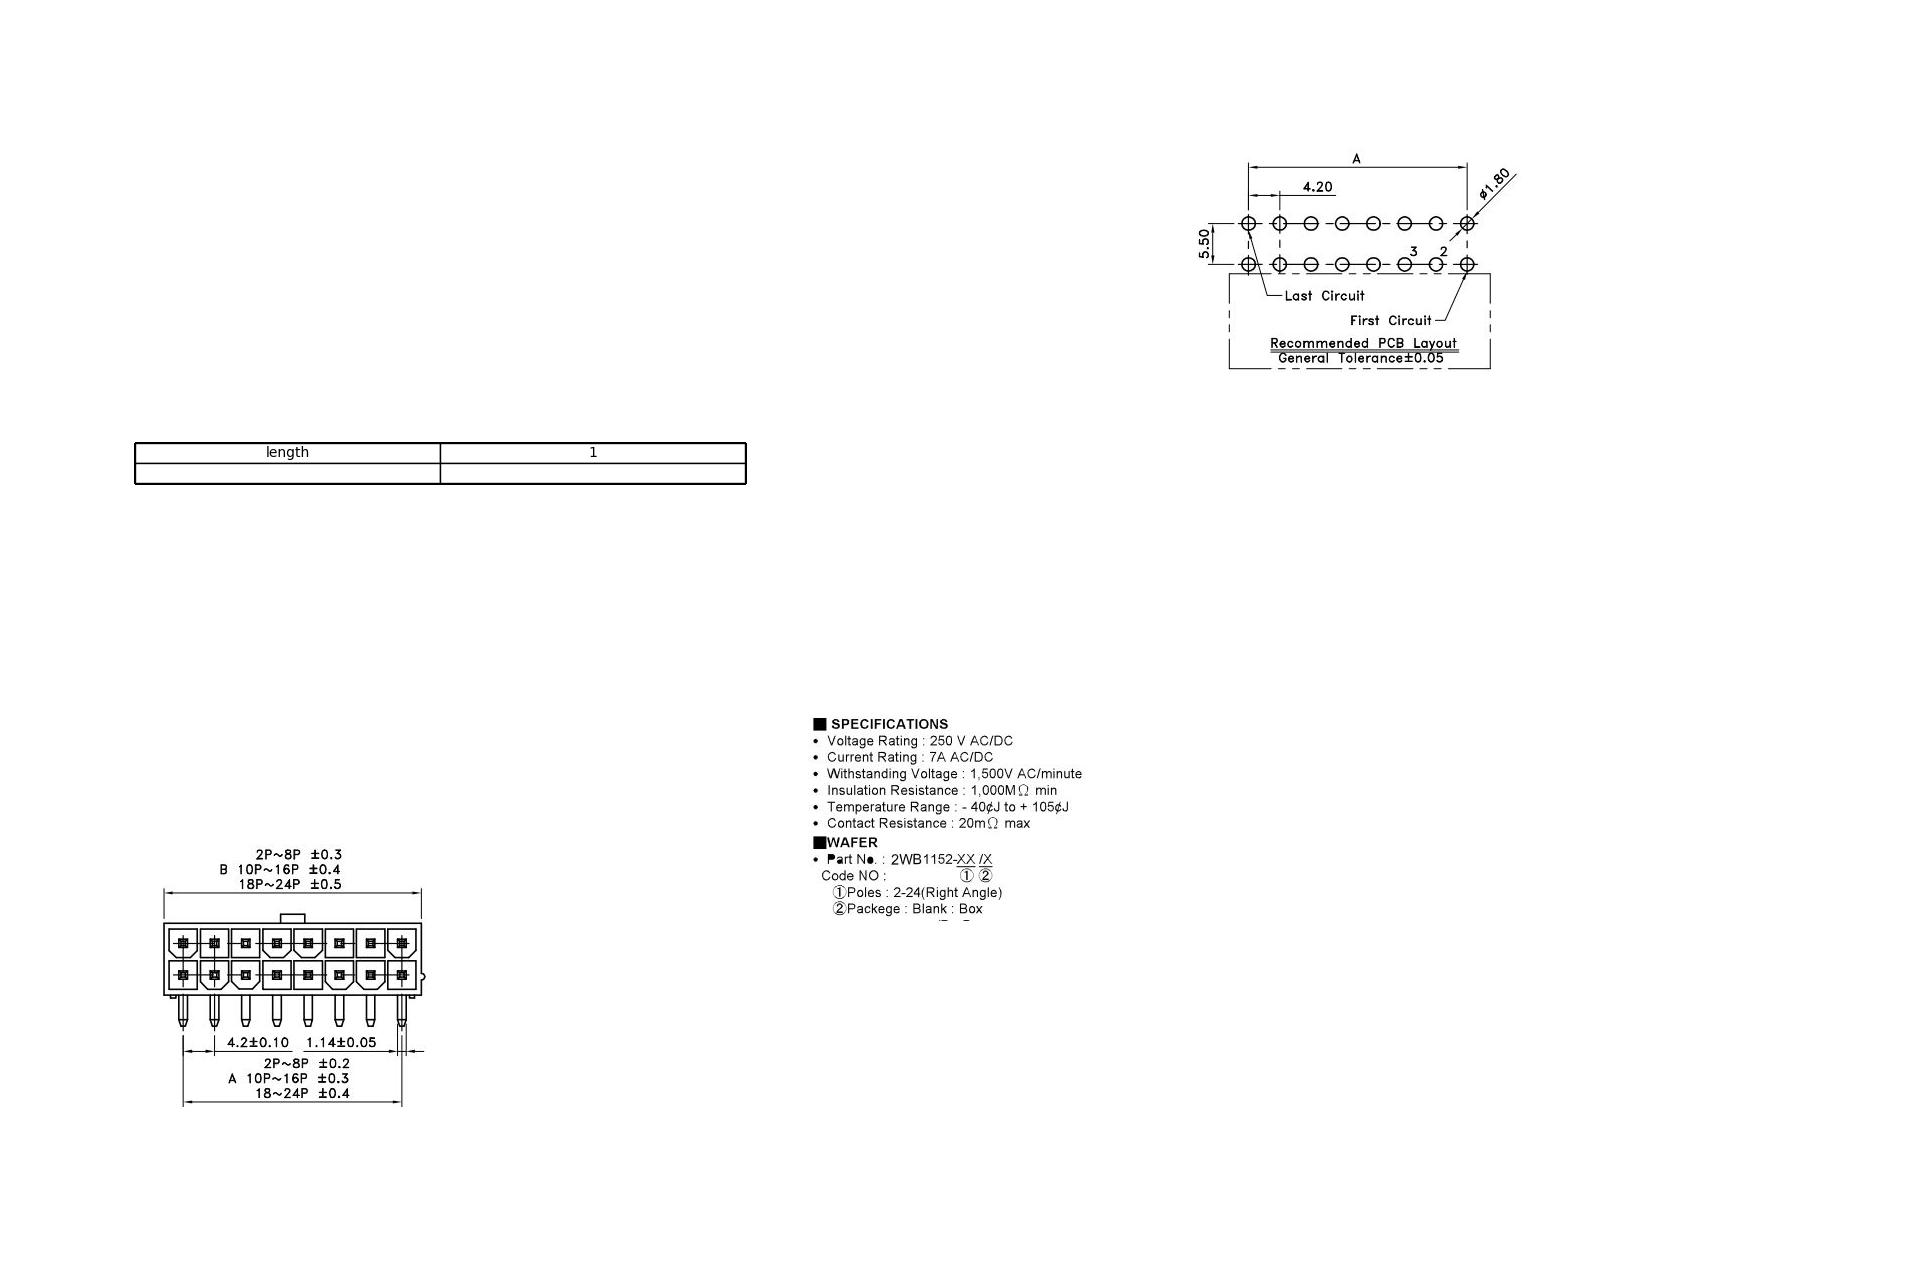 A
4.20
ø1.80
5.50
3 2
Last Circuit
First Circuit
Recommended PCB Layout
General Tolerance±0.05
length 1
■ SPECIFICATIONS
• Voltage Rating : 250 V AC/DC
• Current Rating : 7A AC/DC
• Withstanding Voltage : 1,500V AC/minute
• Insulation Resistance : 1,000MΩ min
• Temperature Range : - 40¢J to + 105¢J
• Contact Resistance : 20mΩ max
■WAFER
• Part No. : 2WB1152-XX /X
Code NO : ① ②
①Poles : 2-24(Right Angle)
②Packege : Blank : Box
2P~8P ±0.3
B 10P~16P ±0.4
18P~24P ±0.5
4.2±0.10 1.14±0.05
2P~8P ±0.2
A 10P~16P ±0.3
18~24P ±0.4